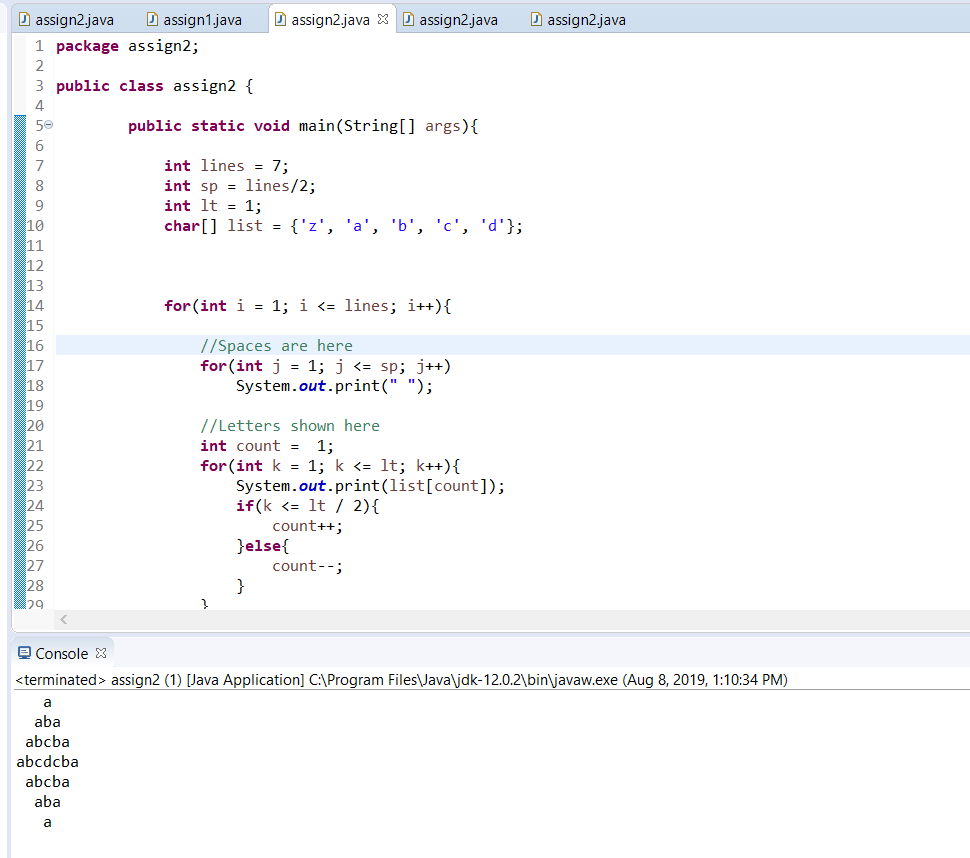 assign2.java assign1.java assign2.java assign2.java assign2.java
1 package assign2;
2
3 public class assign2 {
4
5 public static void main(String[] args){
6
7 int lines = 7;
8 int sp = lines/2;
9 int lt = 1;
10 char[] list = {'z', 'a', 'b', 'c', 'd'};
11
12
13
14 for(int i = 1; i <= lines; i++){
15
16 //Spaces are here
17 for(int j = 1; j <= sp; j++)
18 System.out.print(" ");
19
20 //Letters shown here
21 int count =  1;
22 for(int k = 1; k <= lt; k++){
23 System.out.print(list[count]);
24 if(k <= lt / 2){
25 count++;
26 }else{
27 count--;
28 }
29 }
Console
<terminated> assign2 (1) [Java Application] C:\Program Files\Java\jdk-12.0.2\bin\javaw.exe (Aug 8, 2019, 1:10:34 PM)
   a
  aba
 abcba
abcdcba
 abcba
  aba
   a